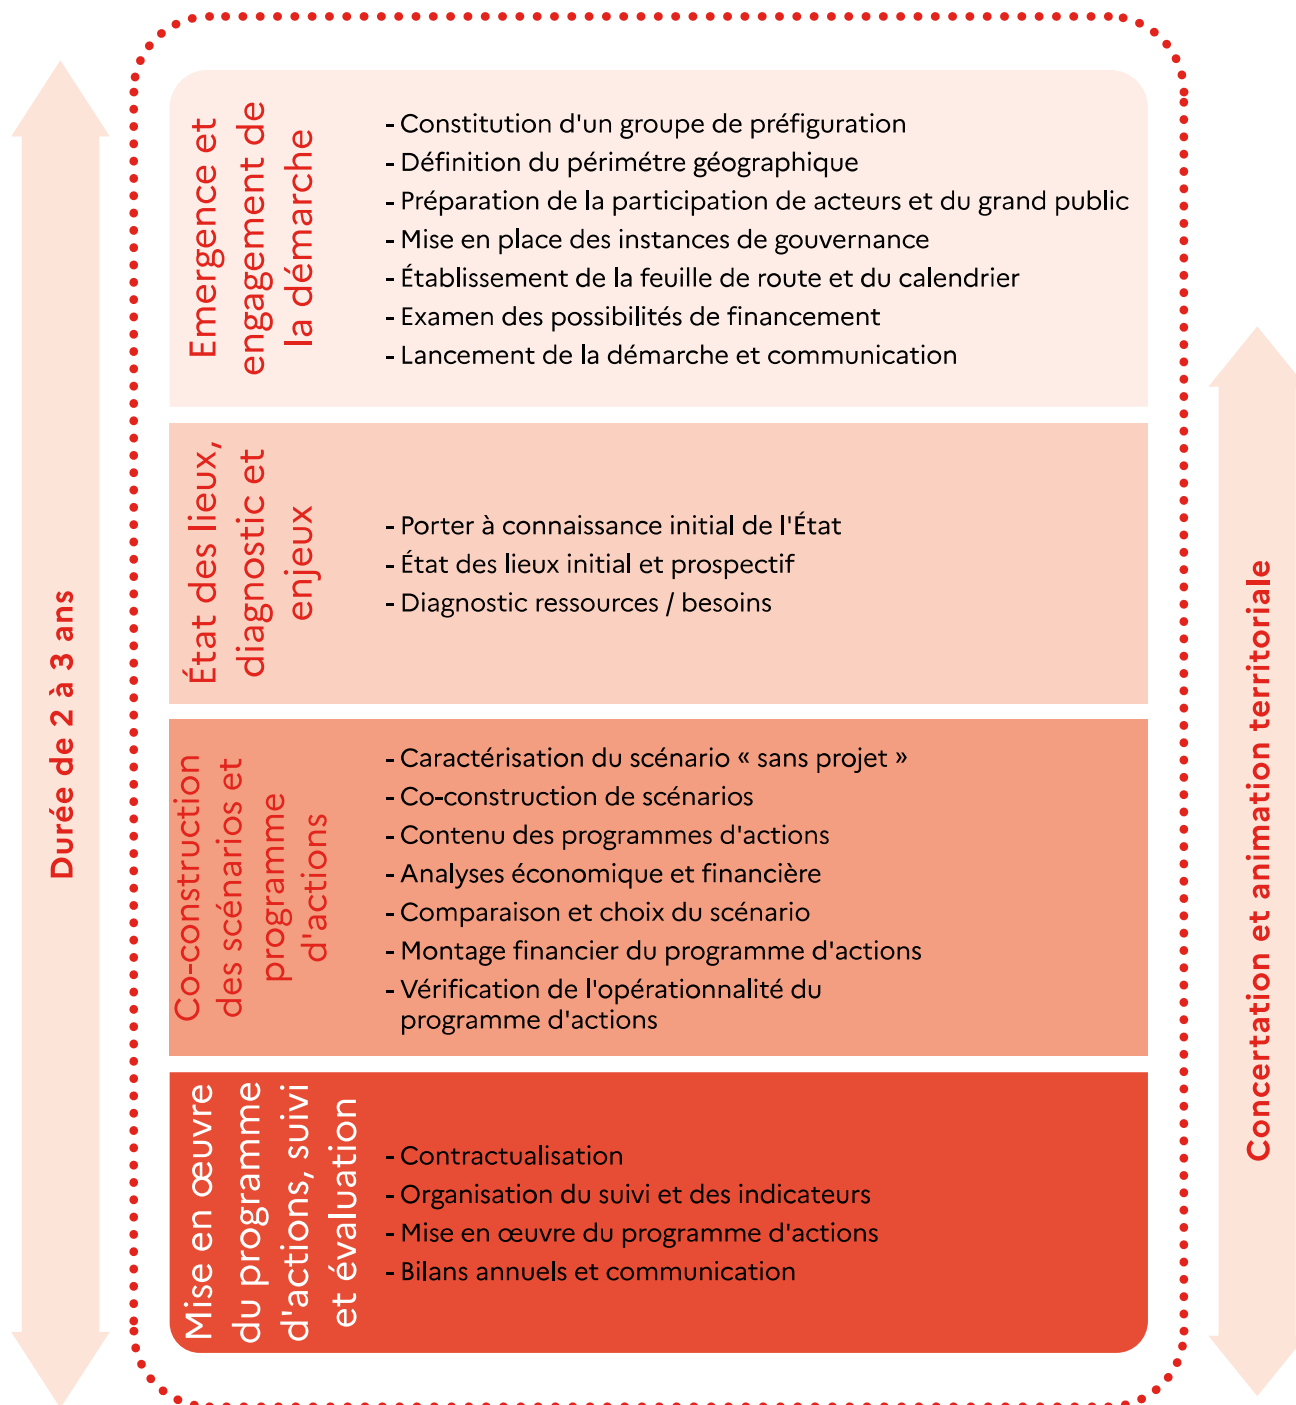 Durée de 2 à 3 ans
Emergence et
engagement de
la démarche
- Constitution d'un groupe de préfiguration
- Définition du périmétre géographique
- Préparation de la participation de acteurs et du grand public
- Mise en place des instances de gouvernance
- Établissement de la feuille de route et du calendrier
- Examen des possibilités de financement
- Lancement de la démarche et communication
État des lieux,
diagnostic et
enjeux
- Porter à connaissance initial de l'État
- État des lieux initial et prospectif
- Diagnostic ressources / besoins
Co-construction
des scénarios et
programme
d'actions
- Caractérisation du scénario « sans projet »
- Co-construction de scénarios
- Contenu des programmes d'actions
- Analyses économique et financière
- Comparaison et choix du scénario
- Montage financier du programme d'actions
- Vérification de l'opérationnalité du
programme d'actions
Mise en œuvre
du programme
d'actions, suivi
et évaluation
- Contractualisation
- Organisation du suivi et des indicateurs
- Mise en œuvre du programme d'actions
- Bilans annuels et communication
Concertation et animation territoriale